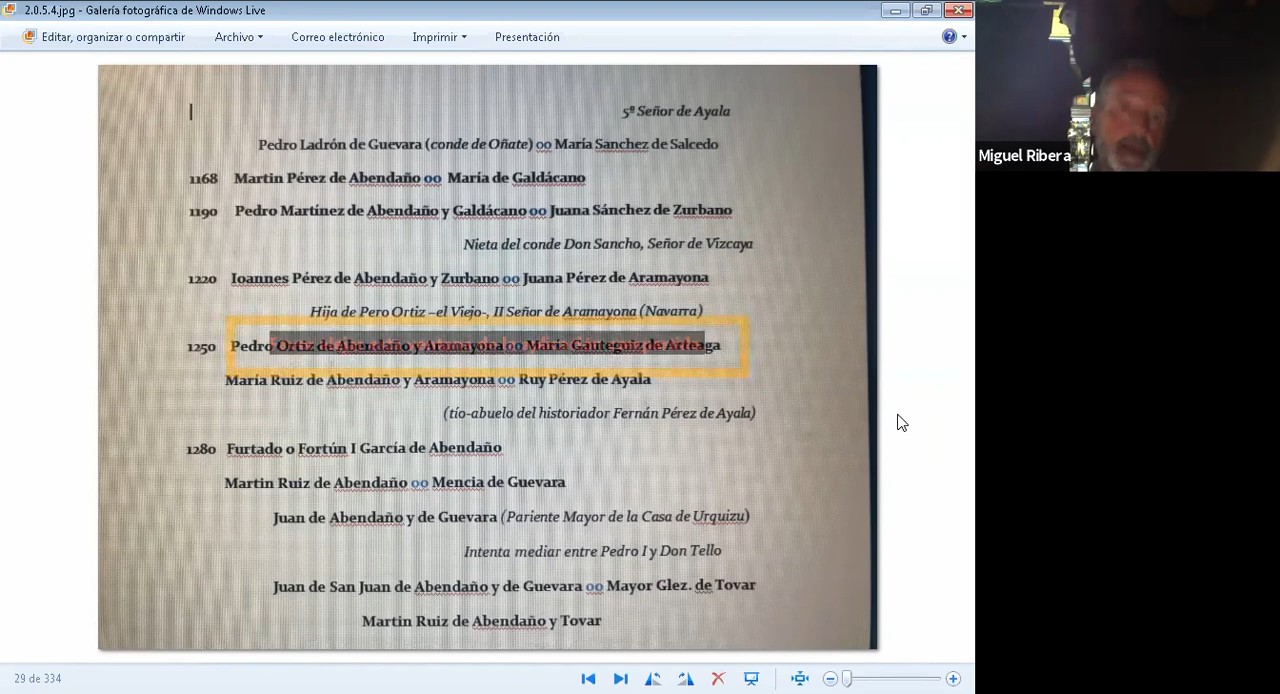 2.0.5.4.jpg - Galería fotográfica de Windows Live
Editar, organizar o compartir Archivo Correo electrónico Imprimir Presentación
5º Señor de Ayala
Pedro Ladrón de Guevara (conde de Oñate) oo María Sanchez de Salcedo
1168 Martin Pérez de Abendaño oo María de Galdácano
1190 Pedro Martínez de Abendaño y Galdácano oo Juana Sánchez de Zurbano
Nieta del conde Don Sancho, Señor de Vizcaya
1220 Ioannes Pérez de Abendaño y Zurbano oo Juana Pérez de Aramayona
Hija de Pero Ortiz –el Viejo-, II Señor de Aramayona (Navarra)
1250 Pedro Ortiz de Abendaño y Aramayona oo María Gauteguiz de Arteaga
María Ruiz de Abendaño y Aramayona oo Ruy Pérez de Ayala
(tío-abuelo del historiador Fernán Pérez de Ayala)
1280 Furtado o Fortún I García de Abendaño
Martin Ruiz de Abendaño oo Mencia de Guevara
Juan de Abendaño y de Guevara (Pariente Mayor de la Casa de Urquizu)
Intenta mediar entre Pedro I y Don Tello
Juan de San Juan de Abendaño y de Guevara oo Mayor Glez. de Tovar
Martin Ruiz de Abendaño y Tovar
29 de 334
Miguel Ribera